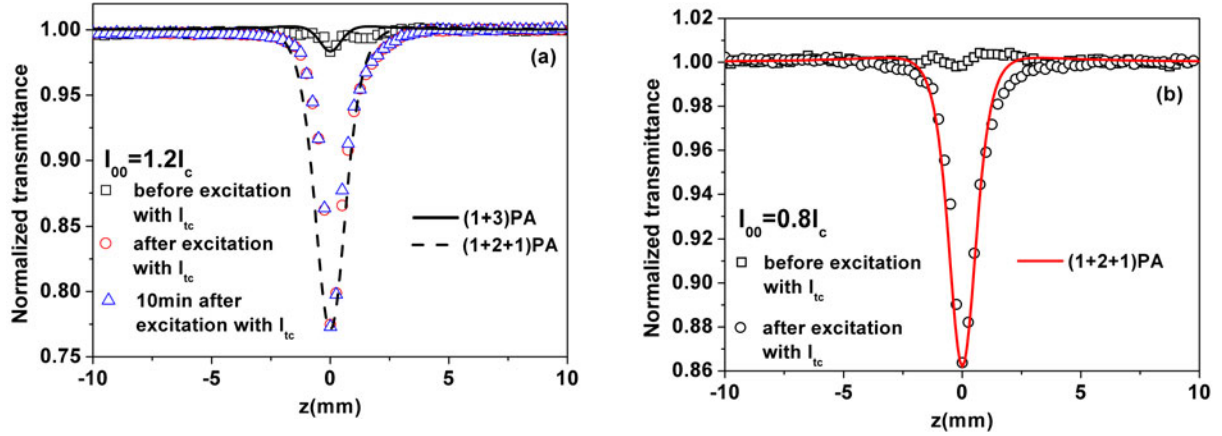 1.00
0.95
0.90
0.85
0.80
0.75
Normalized transmittance
(a)
I00=1.2Ic
before excitation
with Itc
after excitation
with Itc
10min after
excitation with Itc
(1+3)PA
(1+2+1)PA
-10
-5
0
5
10
z(mm)
1.02
1.00
0.98
0.96
0.94
0.92
0.90
0.88
0.86
Normalized transmittance
(b)
I00=0.8Ic
before excitation
with Itc
after excitation
with Itc
(1+2+1)PA
-10
-5
0
5
10
z(mm)